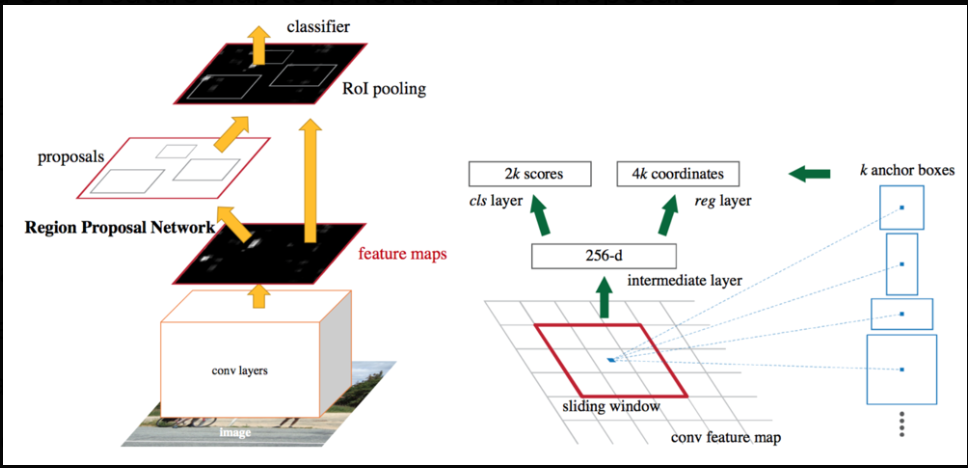 classifier
RoI pooling
proposals
Region Proposal Network
feature maps
conv layers
image
2k scores
4k coordinates
k anchor boxes
cls layer
reg layer
256-d
intermediate layer
sliding window
conv feature map